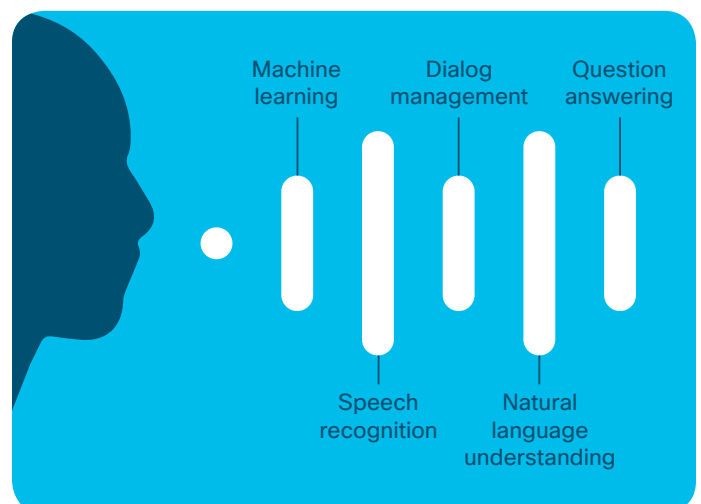 Machine
learning
Dialog
management
Question
answering
Speech
recognition
Natural
language
understanding